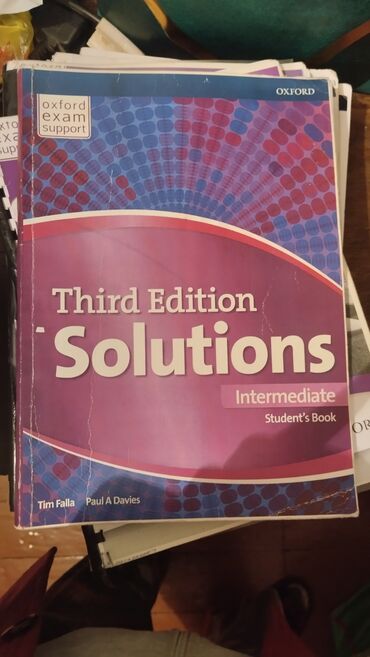 OXFORD
oxford
exam
support
Third Edition
Solutions
Intermediate
Student's Book
Tim Falla Paul A Davies